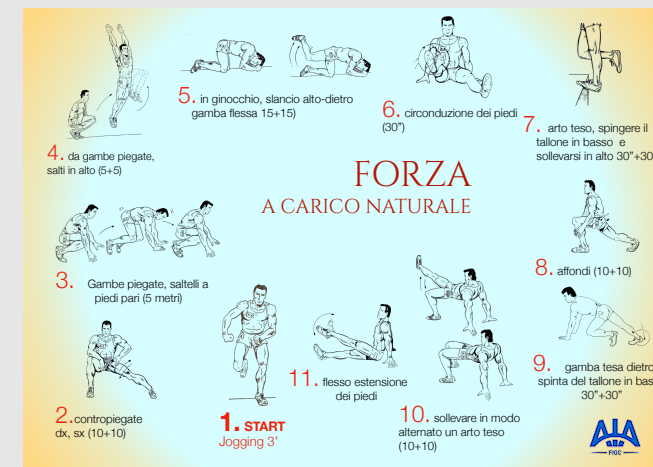 FORZA
A CARICO NATURALE
1. START
Jogging 3’
2. contropiegate
dx, sx (10+10)
3. Gambe piegate, saltelli a
piedi pari (5 metri)
4. da gambe piegate,
salti in alto (5+5)
5. in ginocchio, slancio alto-dietro
gamba flessa 15+15)
6. circonduzione dei piedi
(30”)
7. arto teso, spingere il
tallone in basso e
sollevarsi in alto 30”+30
8. affondi (10+10)
9. gamba tesa dietro
spinta del tallone in bas
30”+30”
10. sollevare in modo
alternato un arto teso
(10+10)
11. flesso estensione
dei piedi
AIA
FIGC